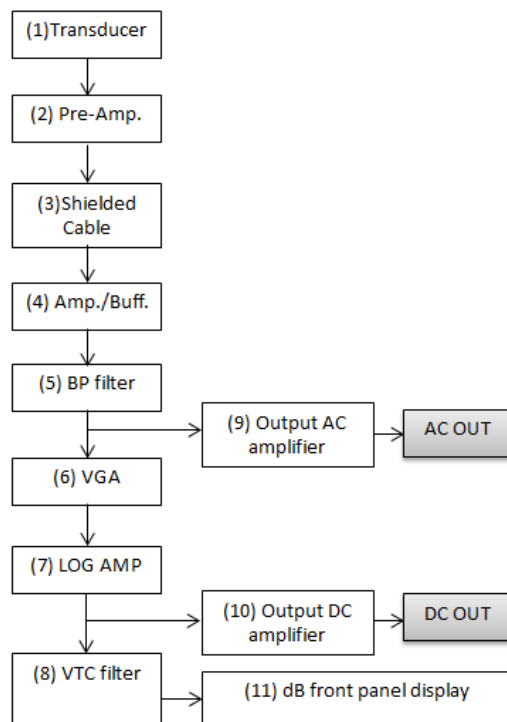 (1)Transducer
(2) Pre-Amp.
(3)Shielded
Cable
(4) Amp./Buff.
(5) BP filter
(9) Output AC
amplifier
AC OUT
(6) VGA
(7) LOG AMP
(10) Output DC
amplifier
DC OUT
(8) VTC filter
(11) dB front panel display